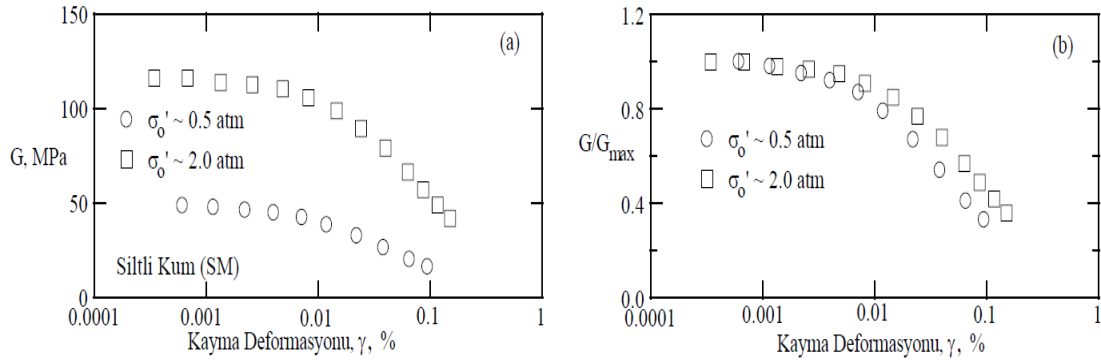 150
(a)
100
○ σo' ~ 0.5 atm
G, MPa
□ σo' ~ 2.0 atm
50
Siltli Kum (SM)
0
0.0001
0.001
0.01
0.1
1
Kayma Deformasyonu, γ, %
1.2
(b)
0.8
G/Gmax
○ σo' ~ 0.5 atm
□ σo' ~ 2.0 atm
0.4
0.0
0.0001
0.001
0.01
0.1
1
Kayma Deformasyonu, γ, %